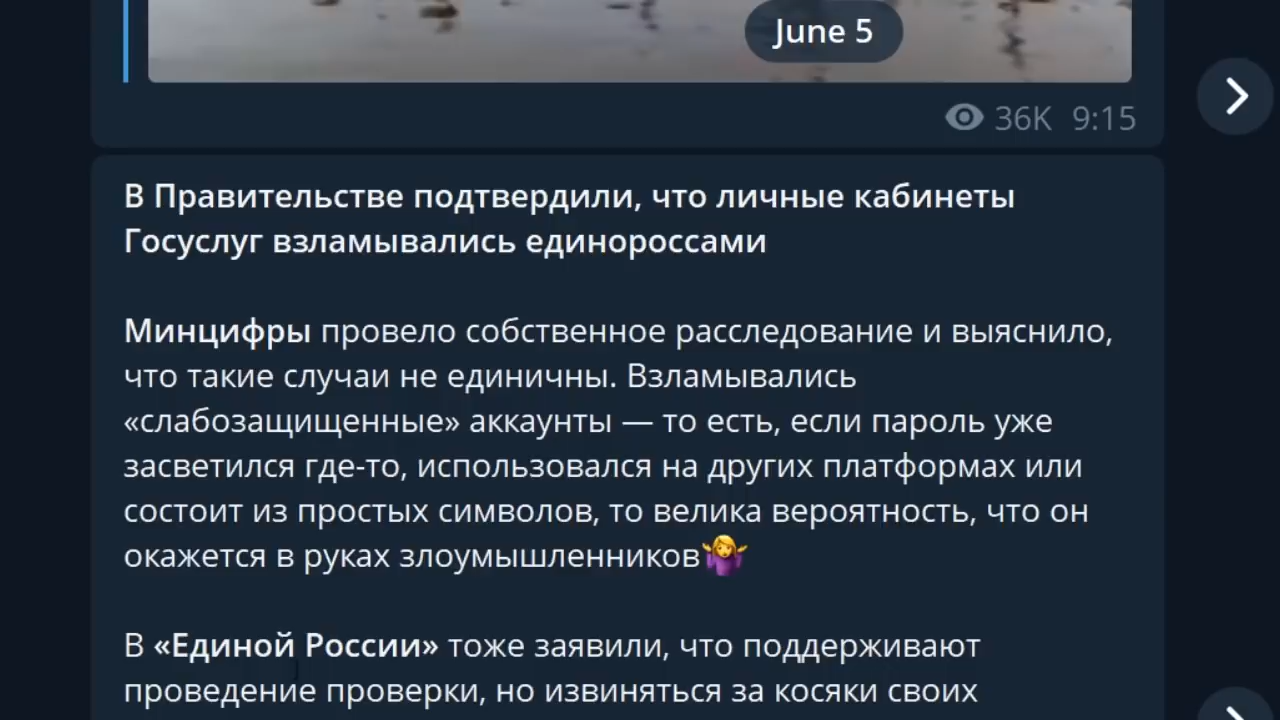 June 5
36K 9:15
В Правительстве подтвердили, что личные кабинеты
Госуслуг взламывались единороссами
Минцифры провело собственное расследование и выяснило,
что такие случаи не единичны. Взламывались
«слабозащищенные» аккаунты — то есть, если пароль уже
засветился где-то, использовался на других платформах или
состоит из простых символов, то велика вероятность, что он
окажется в руках злоумышленников🤷‍♀️
В «Единой России» тоже заявили, что поддерживают
проведение проверки, но извиняться за косяки своих